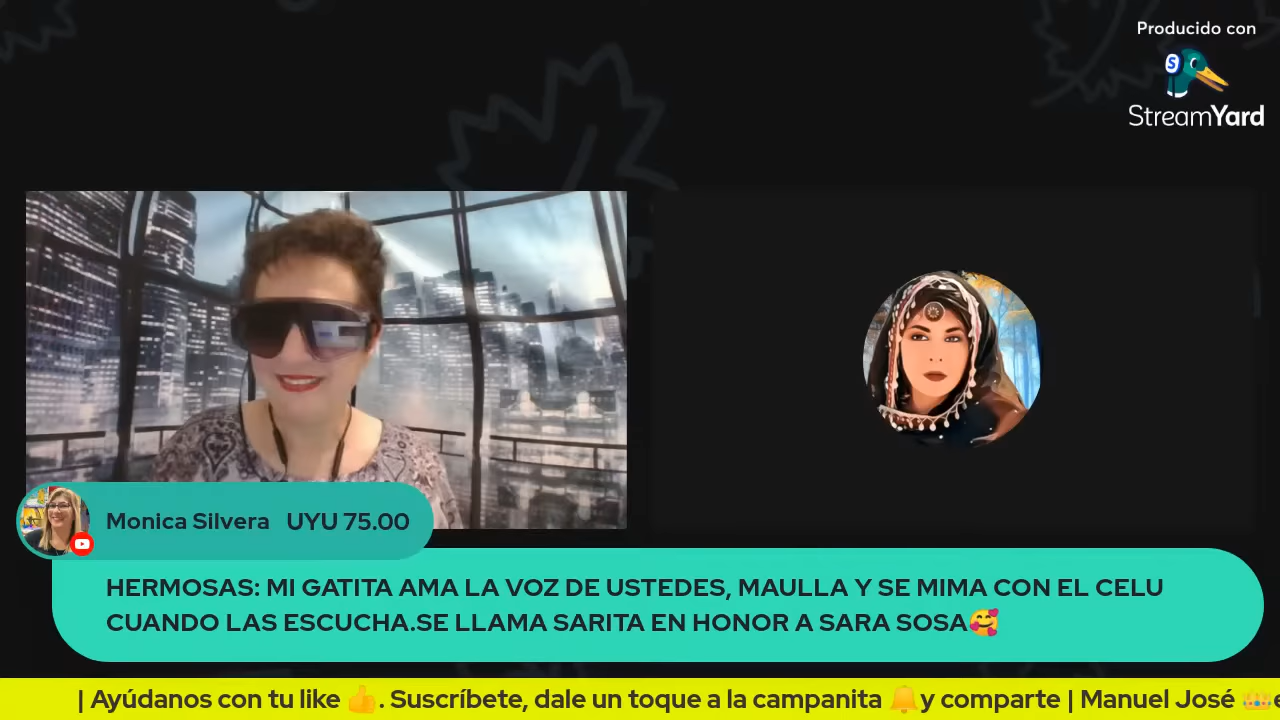 Producido con
S
StreamYard
Monica Silvera UYU 75.00
HERMOSAS: MI GATITA AMA LA VOZ DE USTEDES, MAULLA Y SE MIMA CON EL CELU
CUANDO LAS ESCUCHA.SE LLAMA SARITA EN HONOR A SARA SOSA🥰
| Ayúdanos con tu like 👍. Suscríbete, dale un toque a la campanita 🔔y comparte | Manuel José 👑